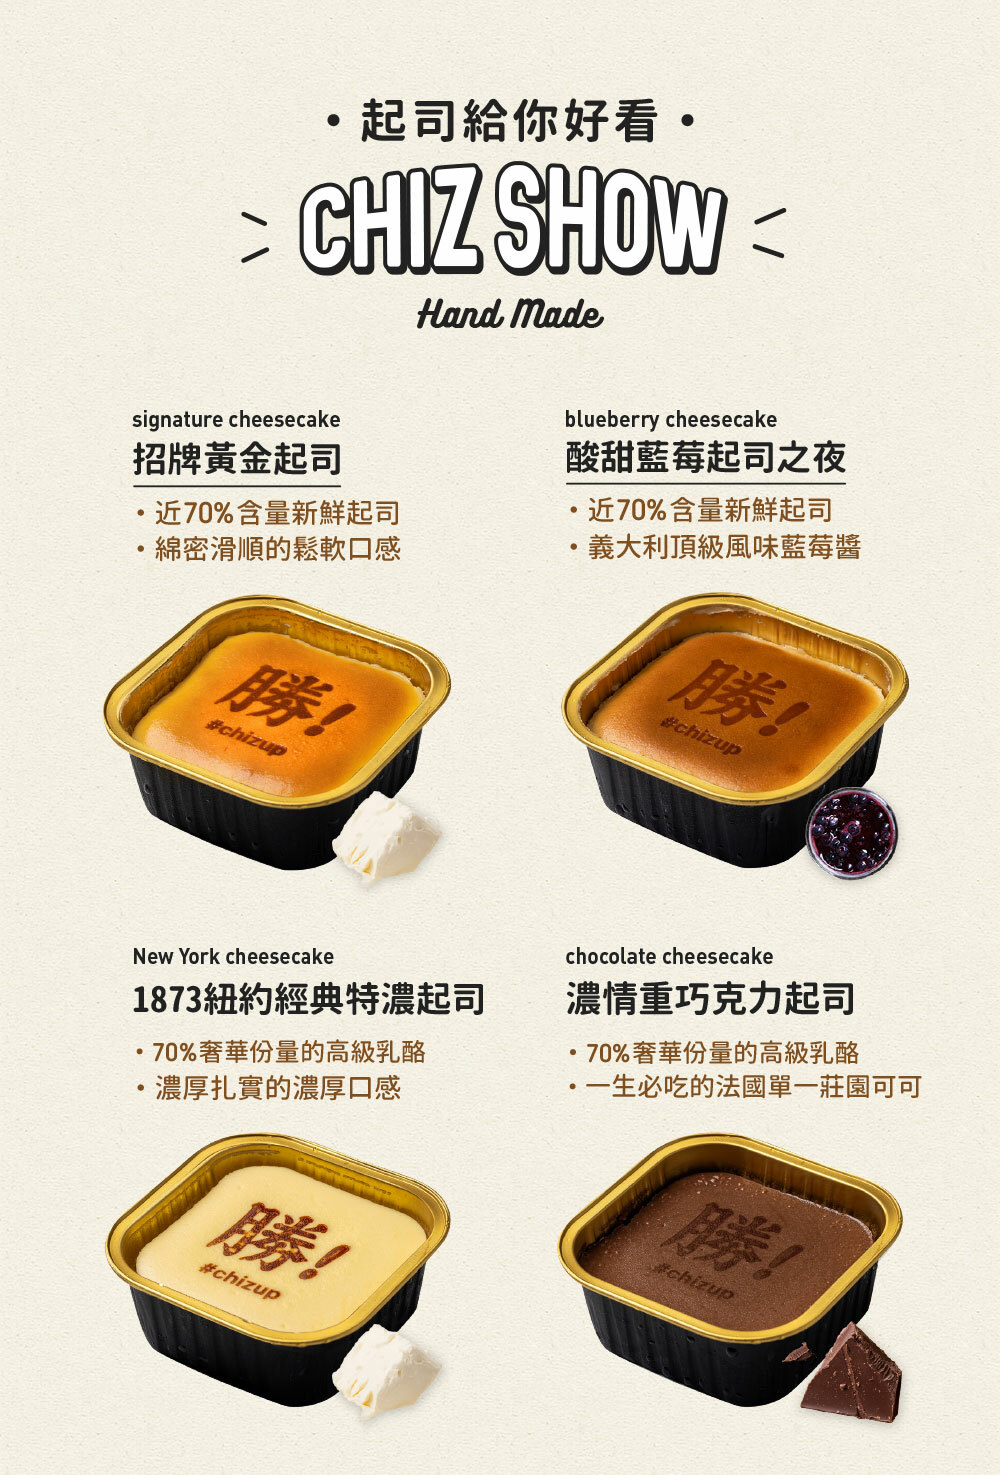 ・起司給你好看・
CHIZ SHOW
Hand Made
signature cheesecake
招牌黃金起司
・近70%含量新鮮起司
・綿密滑順的鬆軟口感
勝!
#chizup
blueberry cheesecake
酸甜藍莓起司之夜
・近70%含量新鮮起司
・義大利頂級風味藍莓醬
勝!
#chizup
New York cheesecake
1873紐約經典特濃起司
・70%奢華份量的高級乳酪
・濃厚扎實的濃厚口感
勝!
#chizup
chocolate cheesecake
濃情重巧克力起司
・70%奢華份量的高級乳酪
・一生必吃的法國單一莊園可可
勝!
#chizup